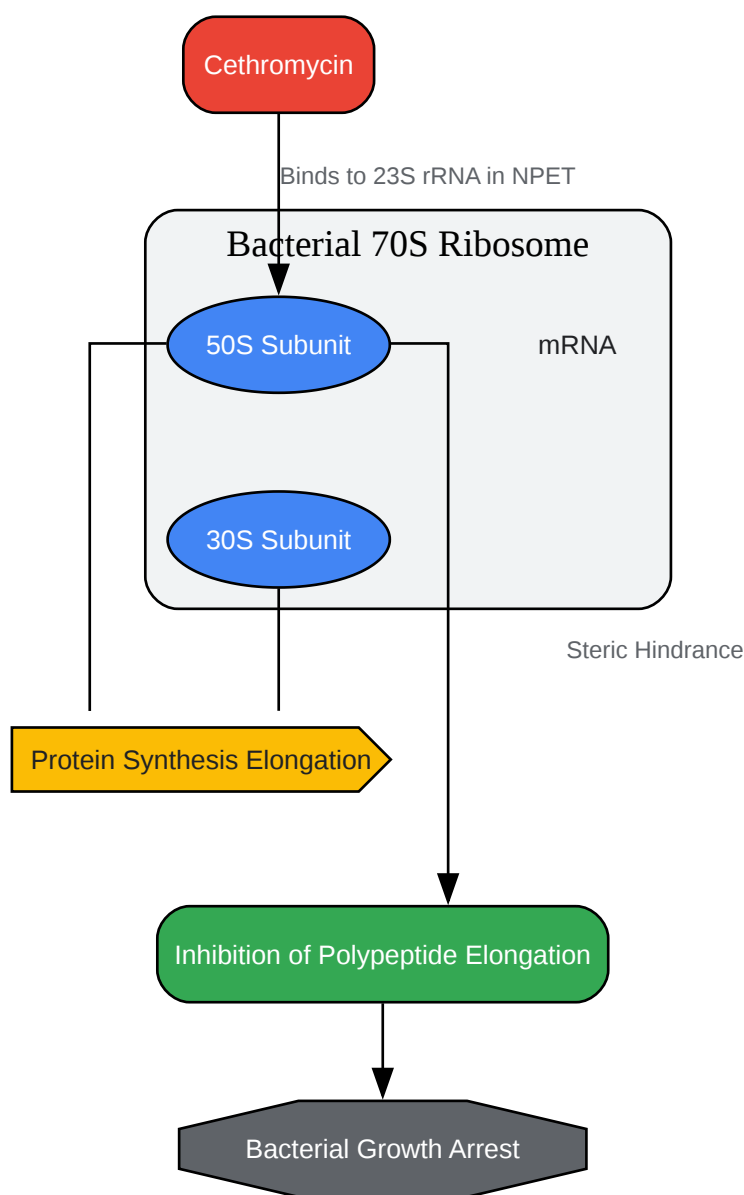 Cethromycin
Binds to 23S rRNA in NPET
Bacterial 70S Ribosome
50S Subunit
mRNA
30S Subunit
Steric Hindrance
Protein Synthesis Elongation
Inhibition of Polypeptide Elongation
Bacterial Growth Arrest